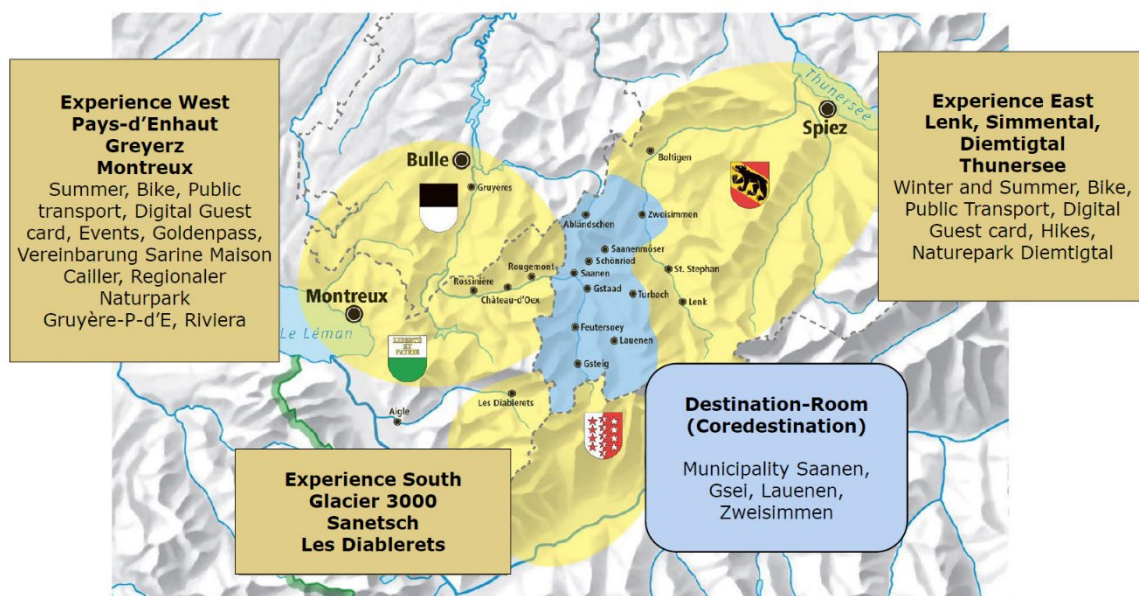 Experience West
Pays-d’Enhaut
Greyerz
Montreux
Summer, Bike, Public
transport, Digital Guest
card, Events, Goldenpass,
Vereinbarung Sarine Maison
Cailler, Regionaler
Naturpark
Gruyère-P-d’E, Riviera
Experience East
Lenk, Simmental,
Diemtigtal
Thunersee
Winter and Summer, Bike,
Public Transport, Digital
Guest card, Hikes,
Naturepark Diemtigtal
Thunersee
Spiez
Bulle
Boltigen
Gruyeres
Abländschen
Zweisimmen
Saanenmöser
Schönried
Rougemont
Saanen
St. Stephan
Rossinière
Château-d’Oex
Gstaad
Turbach
Lenk
Montreux
Le Léman
LIBERTÉ
ET
PATRIE
Feutersoey
Lauenen
Gsteig
Les Diablerets
Aigle
Destination-Room
(Coredestination)
Municipality Saanen,
Gsei, Lauenen,
Zweisimmen
Experience South
Glacier 3000
Sanetsch
Les Diablerets